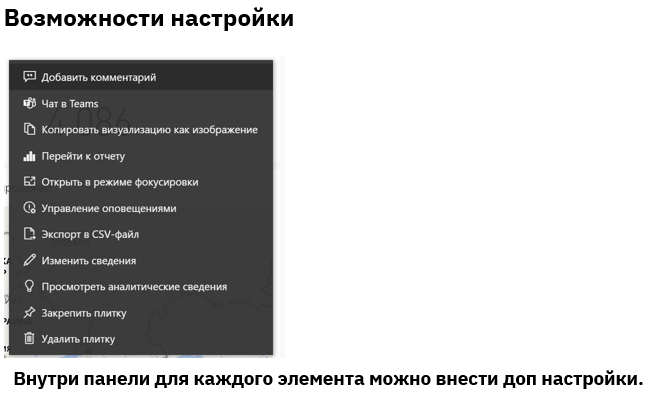 Возможности настройки
4 086
Добавить комментарий
Чат в Teams
Копировать визуализацию как изображение
Перейти к отчету
Открыть в режиме фокусировки
Управление оповещениями
Экспорт в CSV-файл
Изменить сведения
Просмотреть аналитические сведения
Закрепить плитку
Удалить плитку
Внутри панели для каждого элемента можно внести доп настройки.